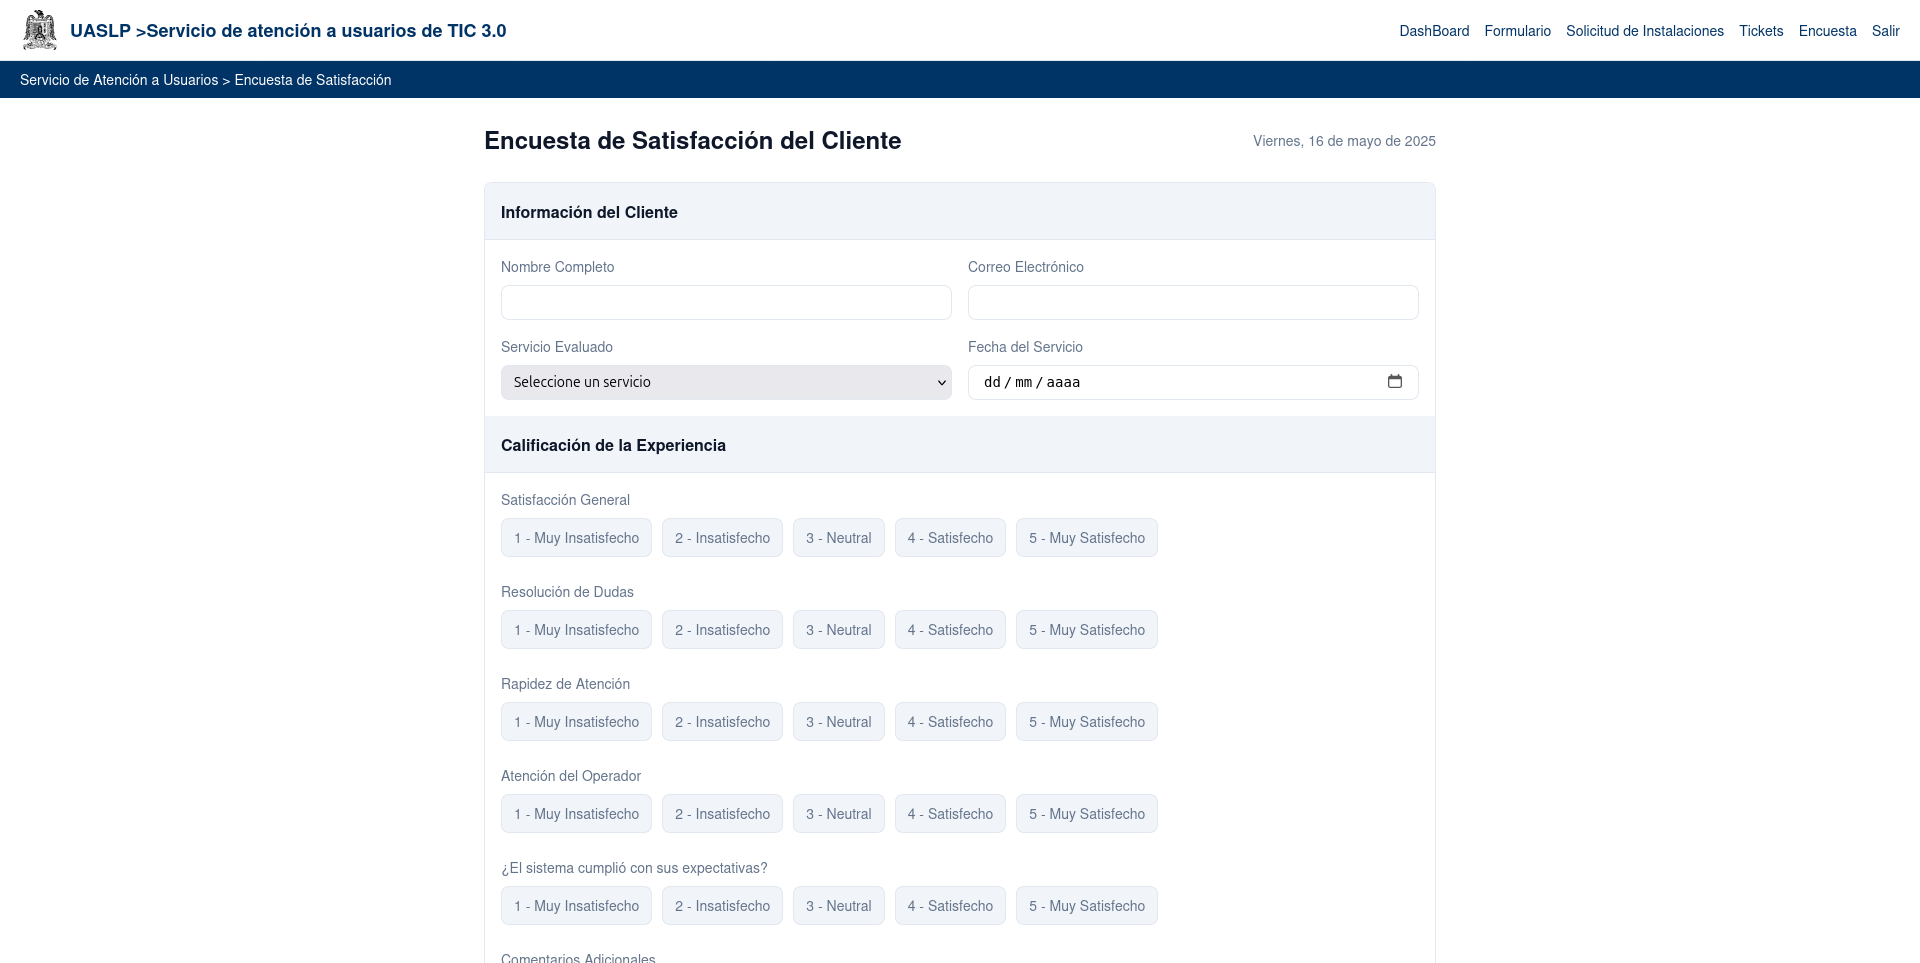 UASLP >Servicio de atención a usuarios de TIC 3.0
DashBoard Formulario Solicitud de Instalaciones Tickets Encuesta Salir
Servicio de Atención a Usuarios > Encuesta de Satisfacción
Encuesta de Satisfacción del Cliente
Viernes, 16 de mayo de 2025
Información del Cliente
Nombre Completo
Correo Electrónico
Servicio Evaluado
Fecha del Servicio
Seleccione un servicio
dd/mm/aaaa
Calificación de la Experiencia
Satisfacción General
1 - Muy Insatisfecho 2 - Insatisfecho 3 - Neutral 4 - Satisfecho 5 - Muy Satisfecho
Resolución de Dudas
1 - Muy Insatisfecho 2 - Insatisfecho 3 - Neutral 4 - Satisfecho 5 - Muy Satisfecho
Rapidez de Atención
1 - Muy Insatisfecho 2 - Insatisfecho 3 - Neutral 4 - Satisfecho 5 - Muy Satisfecho
Atención del Operador
1 - Muy Insatisfecho 2 - Insatisfecho 3 - Neutral 4 - Satisfecho 5 - Muy Satisfecho
¿El sistema cumplió con sus expectativas?
1 - Muy Insatisfecho 2 - Insatisfecho 3 - Neutral 4 - Satisfecho 5 - Muy Satisfecho
Comentarios Adicionales